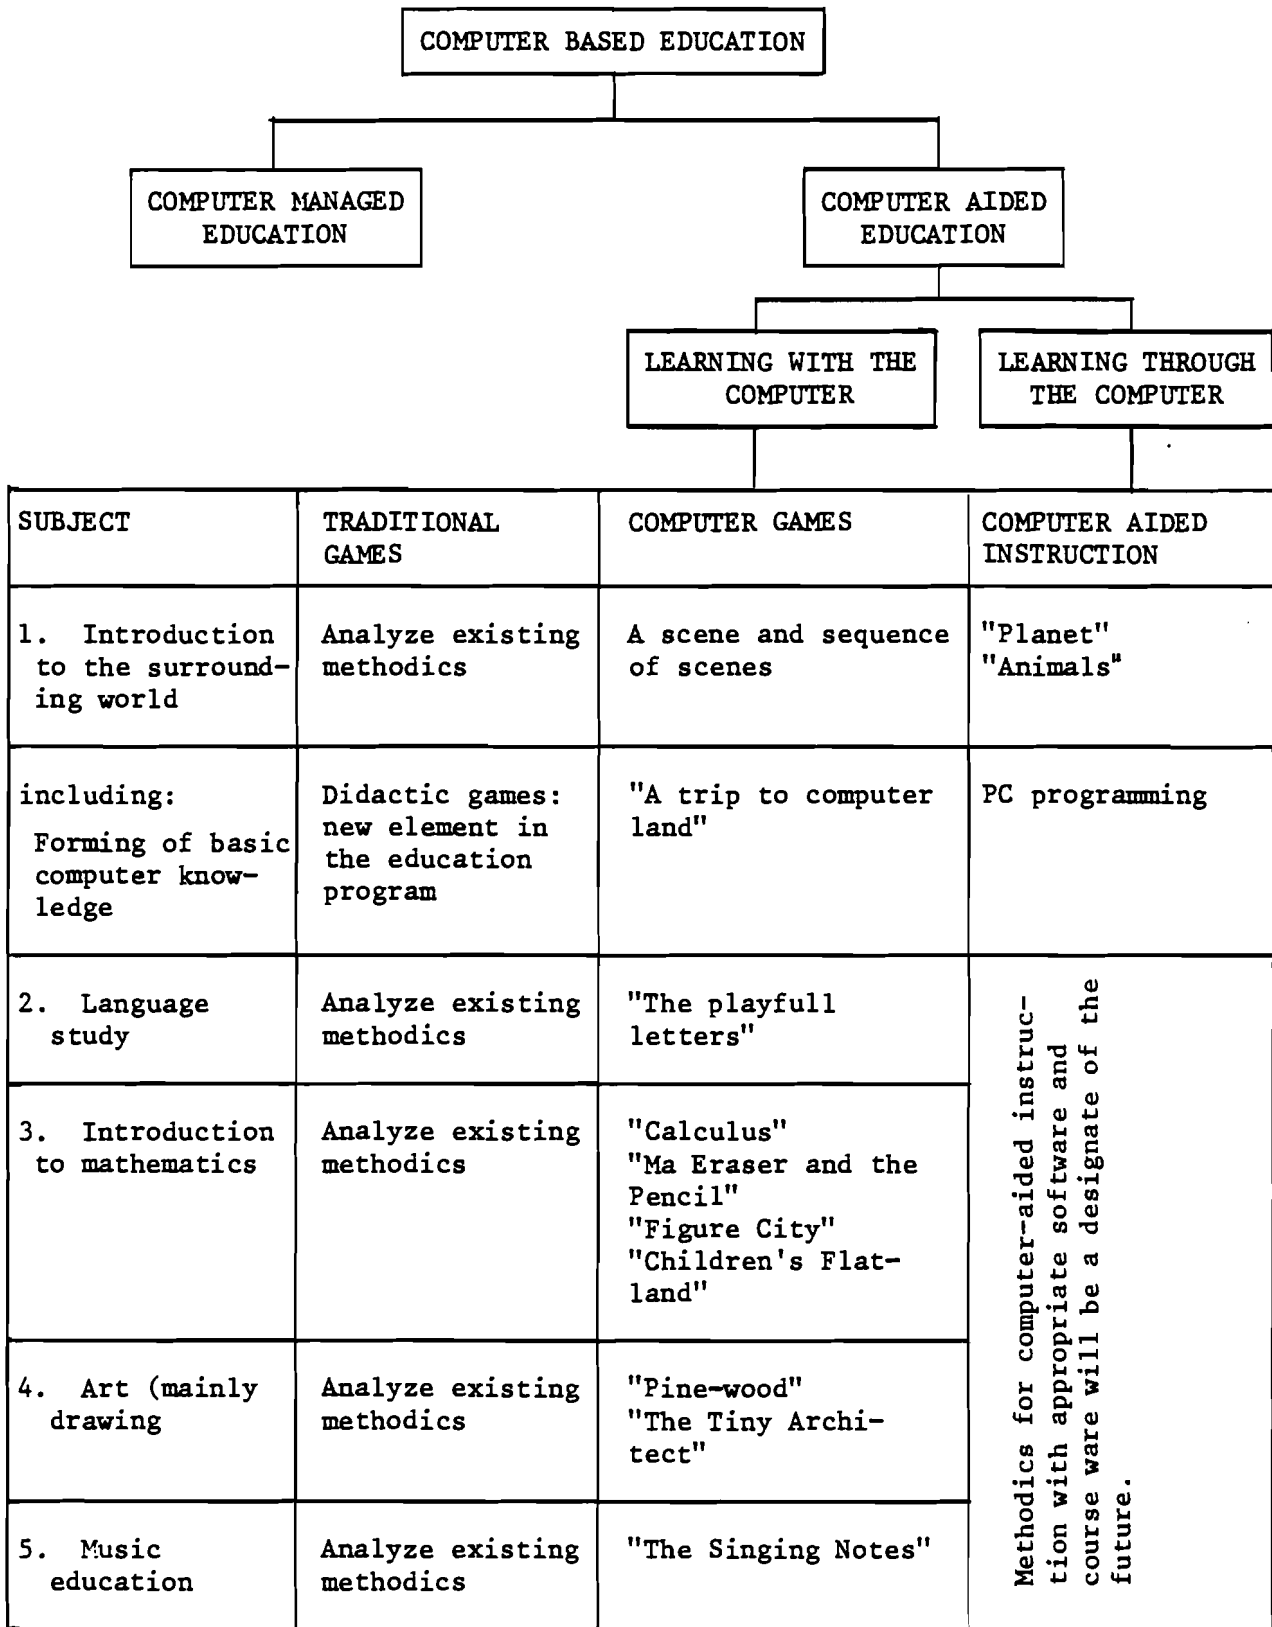 COMPUTER BASED EDUCATION
COMPUTER MANAGED
EDUCATION
COMPUTER AIDED
EDUCATION
LEARNING WITH THE
COMPUTER
LEARNING THROUGH
THE COMPUTER
SUBJECT
TRADITIONAL
GAMES
COMPUTER GAMES
COMPUTER AIDED
INSTRUCTION
1. Introduction
to the surround-
ing world
Analyze existing
methodics
A scene and sequence
of scenes
"Planet"
"Animals"
including:
Forming of basic
computer know-
ledge
Didactic games:
new element in
the education
program
"A trip to computer
land"
PC programming
2. Language
study
Analyze existing
methodics
"The playfull
letters"
3. Introduction
to mathematics
Analyze existing
methodics
"Calculus"
"Ma Eraser and the
Pencil"
"Figure City"
"Children's Flat-
land"
4. Art (mainly
drawing
Analyze existing
methodics
"Pine-wood"
"The Tiny Archi-
tect"
5. Music
education
Analyze existing
methodics
"The Singing Notes"
Methodics for computer-aided instruc-
tion with appropriate software and
course ware will be a designate of the
future.